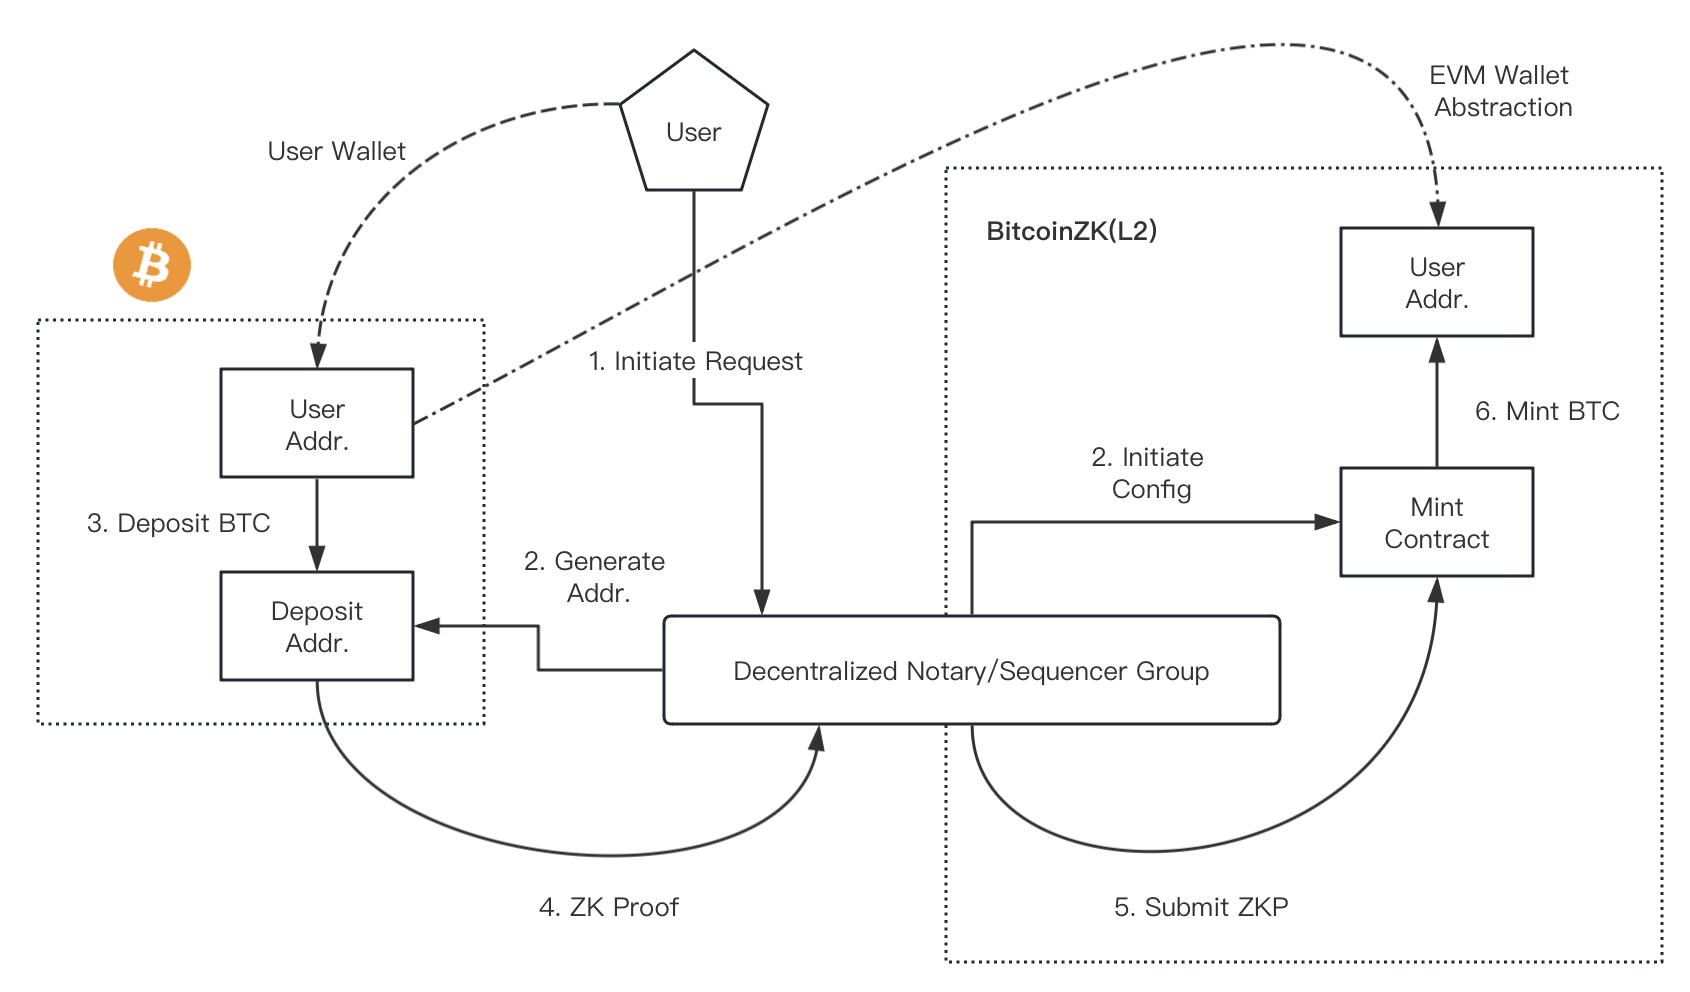 EVM Wallet
Abstraction
User
User Wallet
BitcoinZK(L2)
User
Addr.
1. Initiate Request
User
Addr.
6. Mint BTC
2. Initiate
Config
3. Deposit BTC
Mint
Contract
2. Generate
Addr.
Deposit
Addr.
Decentralized Notary/Sequencer Group
4. ZK Proof
5. Submit ZKP